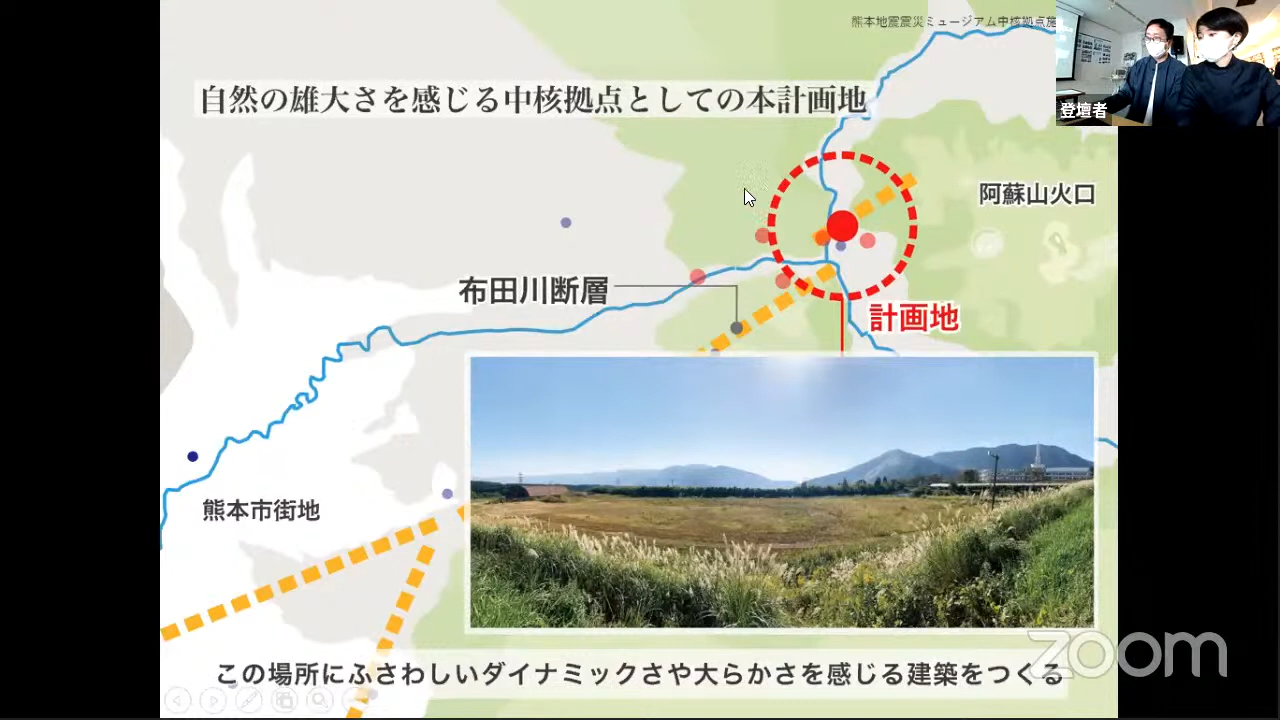 熊本地震震災ミュージアム中核拠点施
自然の雄大さを感じる中核拠点としての本計画地
登壇者
阿蘇山火口
布田川断層
計画地
熊本市街地
この場所にふさわしいダイナミックさや大らかさを感じる建築をつくる
zoom